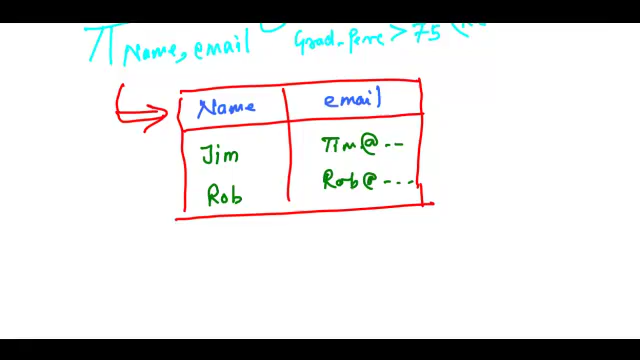 π Name, email σ Grad_perc > 75 (
Name email
Jim Tim@--
Rob Rob@----